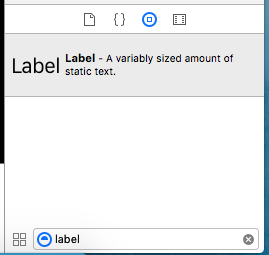 Label
Label - A variably sized amount of
static text.
label